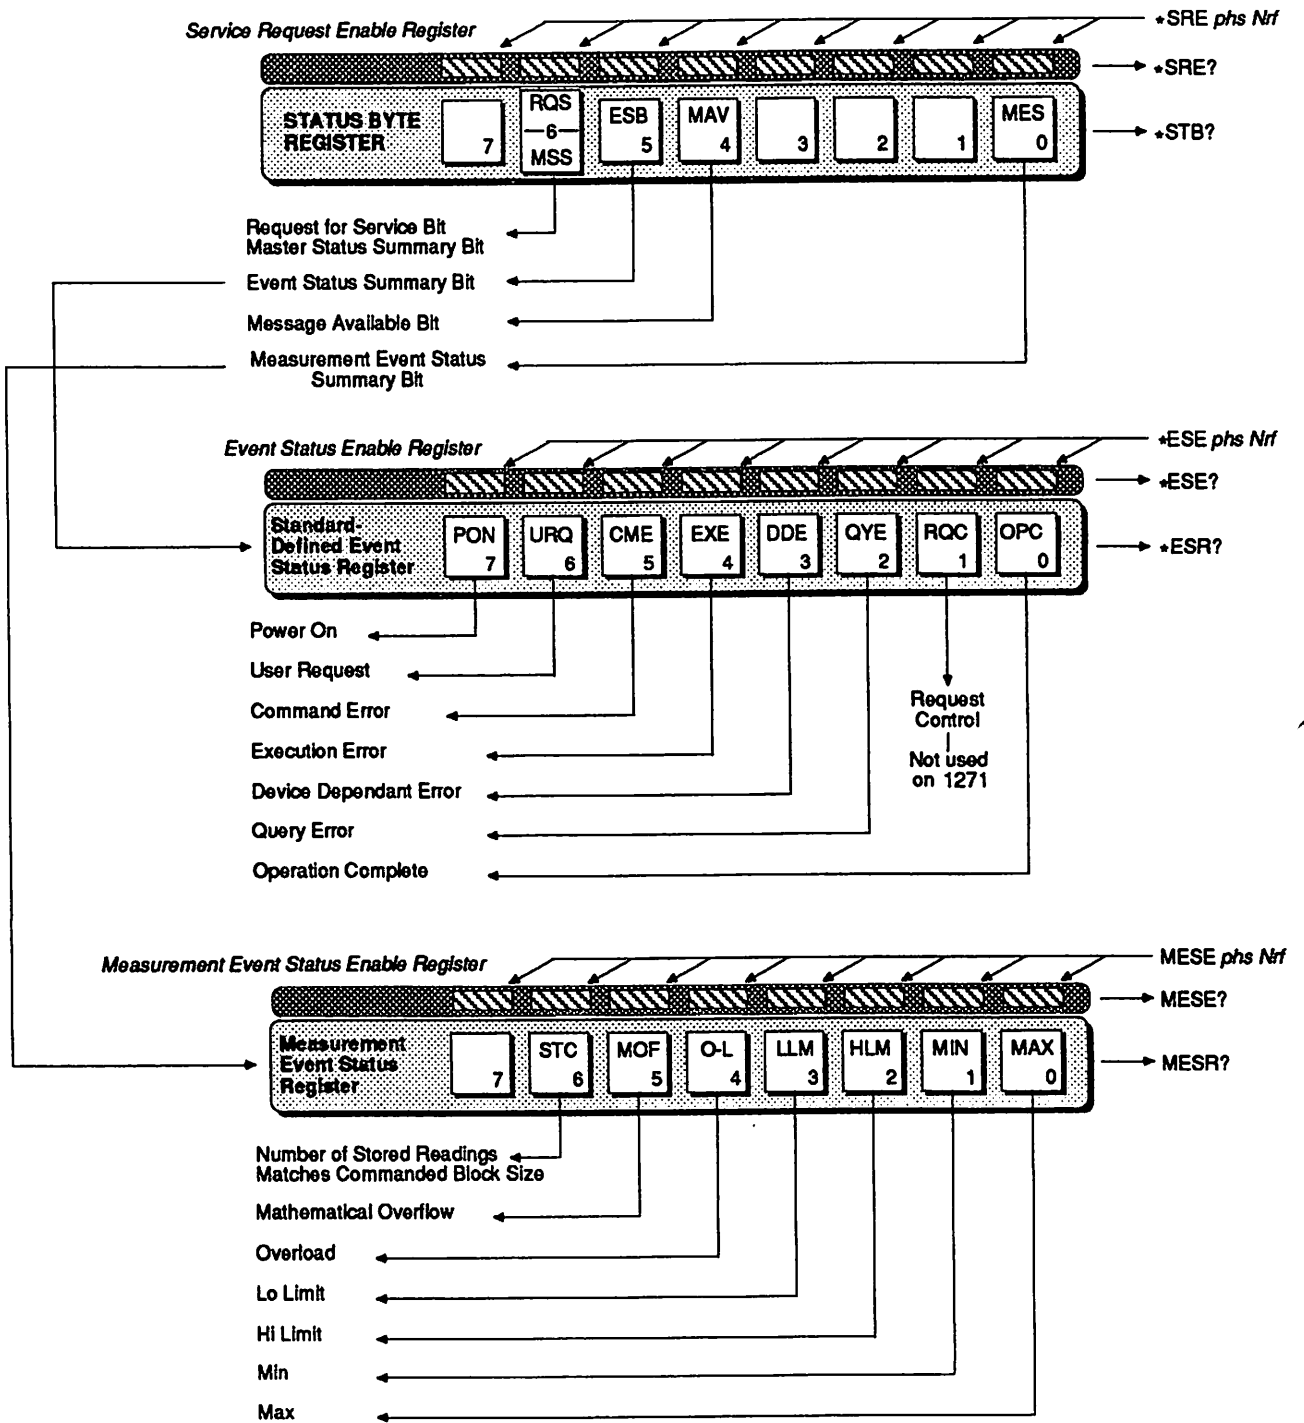 Service Request Enable Register
*SRE phs Nrf
*SRE?
STATUS BYTE
REGISTER
7
RQS
6
MSS
ESB
5
MAV
4
3
2
1
MES
0
*STB?
Request for Service Bit
Master Status Summary Bit
Event Status Summary Bit
Message Available Bit
Measurement Event Status
Summary Bit
Event Status Enable Register
*ESE phs Nrf
*ESE?
Standard-
Defined Event
Status Register
PON
7
URQ
6
CME
5
EXE
4
DDE
3
QYE
2
RQC
1
OPC
0
*ESR?
Power On
User Request
Command Error
Execution Error
Device Dependant Error
Query Error
Operation Complete
Request
Control
Not used
on 1271
Measurement Event Status Enable Register
MESE phs Nrf
MESE?
Measurement
Event Status
Register
7
STC
6
MOF
5
O-L
4
LLM
3
HLM
2
MIN
1
MAX
0
MESR?
Number of Stored Readings
Matches Commanded Block Size
Mathematical Overflow
Overload
Lo Limit
Hi Limit
Min
Max